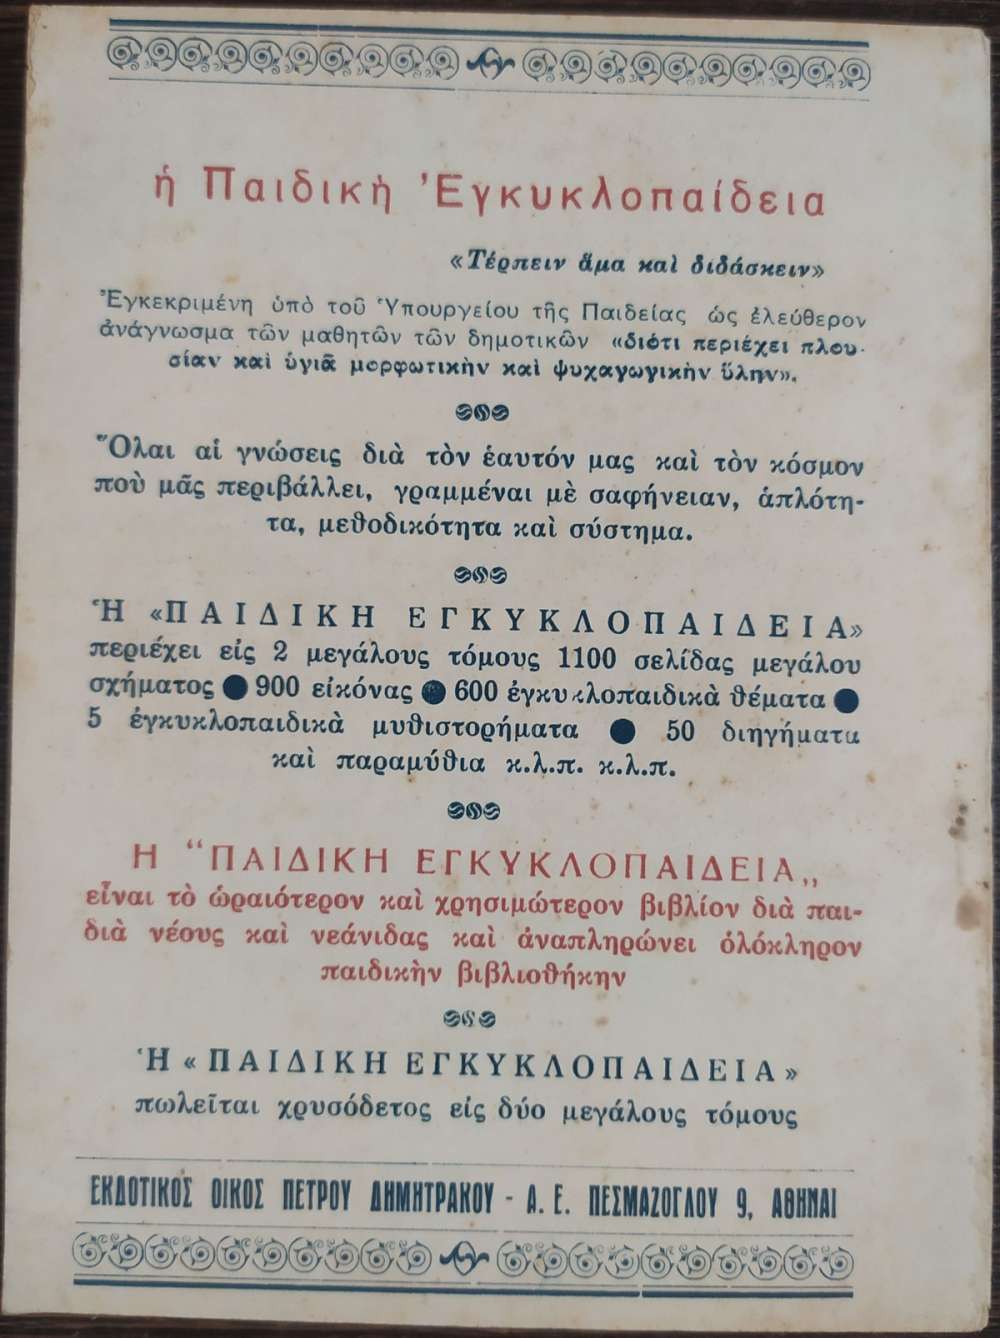 ἡ Παιδικὴ Ἐγκυκλοπαίδεια
«Τέρπειν ἅμα καὶ διδάσκειν»
Ἐγκεκριμένη ὑπὸ τοῦ Ὑπουργείου τῆς Παιδείας ὡς ἐλεύθερον
ἀνάγνωσμα τῶν μαθητῶν τῶν δημοτικῶν «διότι περιέχει πλου-
σίαν καὶ ὑγιᾶ μορφωτικὴν καὶ ψυχαγωγικὴν ὕλην».
Ὅλαι αἱ γνώσεις διὰ τὸν ἑαυτόν μας καὶ τὸν κόσμον
ποὺ μᾶς περιβάλλει, γραμμέναι μὲ σαφήνειαν, ἁπλότη-
τα, μεθοδικότητα καὶ σύστημα.
Ἡ «ΠΑΙΔΙΚΗ ΕΓΚΥΚΛΟΠΑΙΔΕΙΑ»
περιέχει εἰς 2 μεγάλους τόμους 1100 σελίδας μεγάλου
σχήματος ● 900 εἰκόνας ● 600 ἐγκυκλοπαιδικὰ θέματα ●
5 ἐγκυκλοπαιδικὰ μυθιστορήματα ● 50 διηγήματα
καὶ παραμύθια κ.λ.π. κ.λ.π.
Η “ΠΑΙΔΙΚΗ ΕΓΚΥΚΛΟΠΑΙΔΕΙΑ„
εἶναι τὸ ὡραιότερον καὶ χρησιμώτερον βιβλίον διὰ παι-
διὰ νέους καὶ νεάνιδας καὶ ἀναπληρώνει ὁλόκληρον
παιδικὴν βιβλιοθήκην
Ἡ «ΠΑΙΔΙΚΗ ΕΓΚΥΚΛΟΠΑΙΔΕΙΑ»
πωλεῖται χρυσόδετος εἰς δύο μεγάλους τόμους
ΕΚΔΟΤΙΚΟΣ ΟΙΚΟΣ ΠΕΤΡΟΥ ΔΗΜΗΤΡΑΚΟΥ - Α. Ε. ΠΕΣΜΑΖΟΓΛΟΥ 9, ΑΘΗΝΑΙ